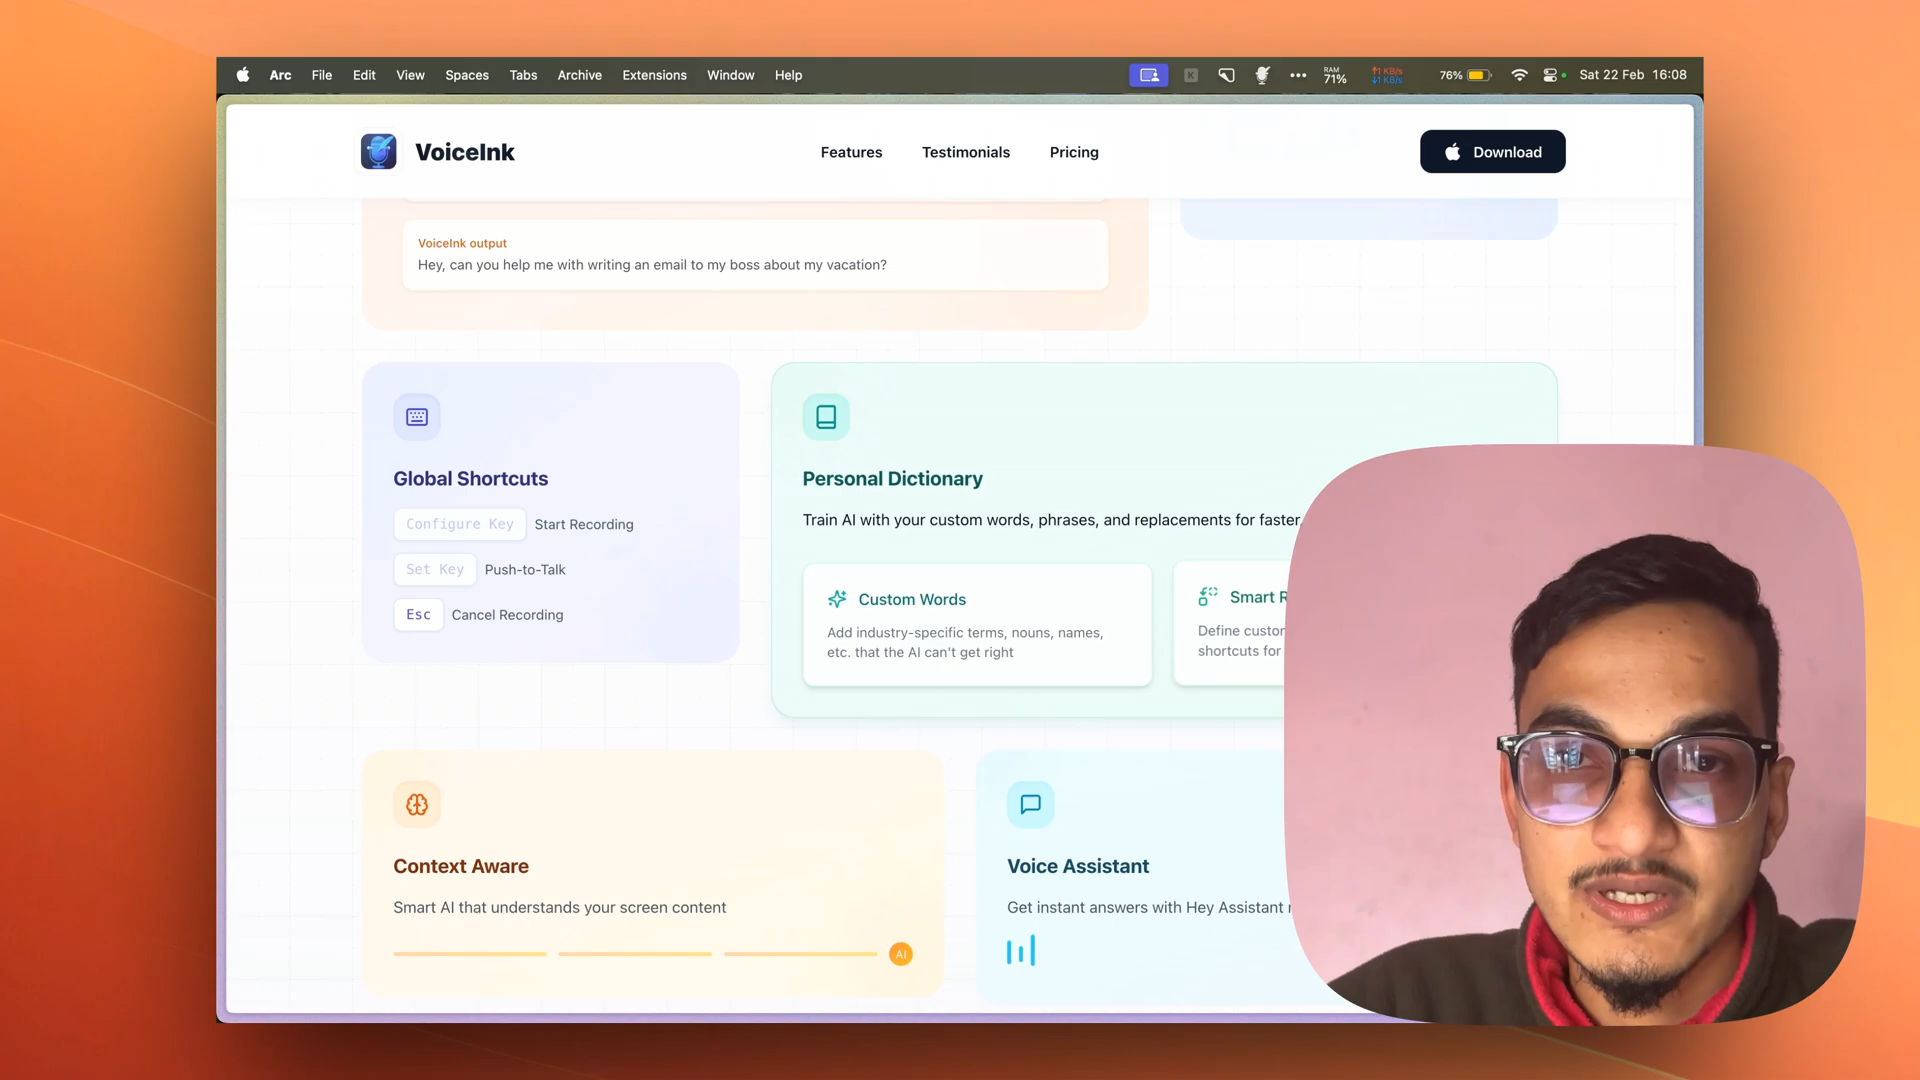 Arc File Edit View Spaces Tabs Archive Extensions Window Help
K
RAM
71%
1 KB/s
1 KB/s
76%
Sat 22 Feb 16:08
VoiceInk
Features Testimonials Pricing
Download
VoiceInk output
Hey, can you help me with writing an email to my boss about my vacation?
Global Shortcuts
Configure Key Start Recording
Set Key Push-to-Talk
Esc Cancel Recording
Personal Dictionary
Train AI with your custom words, phrases, and replacements for faster,
Custom Words
Add industry-specific terms, nouns, names,
etc. that the AI can't get right
Smart R
Define custor
shortcuts for
Context Aware
Smart AI that understands your screen content
AI
Voice Assistant
Get instant answers with Hey Assistant